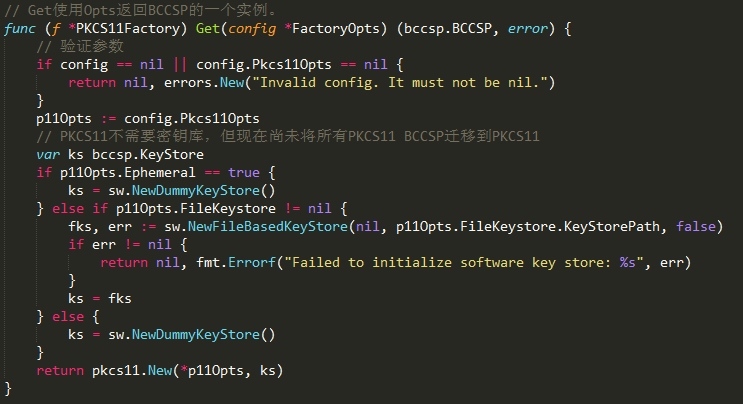 // Get使用Opts返回BCCSP的一个实例。
func (f *PKCS11Factory) Get(config *FactoryOpts) (bccsp.BCCSP, error) {
    // 验证参数
    if config == nil || config.Pkcs11Opts == nil {
        return nil, errors.New("Invalid config. It must not be nil.")
    }
    p11Opts := config.Pkcs11Opts
    // PKCS11不需要密钥库，但现在尚未将所有PKCS11 BCCSP迁移到PKCS11
    var ks bccsp.KeyStore
    if p11Opts.Ephemeral == true {
        ks = sw.NewDummyKeyStore()
    } else if p11Opts.FileKeystore != nil {
        fks, err := sw.NewFileBasedKeyStore(nil, p11Opts.FileKeystore.KeyStorePath, false)
        if err != nil {
            return nil, fmt.Errorf("Failed to initialize software key store: %s", err)
        }
        ks = fks
    } else {
        ks = sw.NewDummyKeyStore()
    }
    return pkcs11.New(*p11Opts, ks)
}